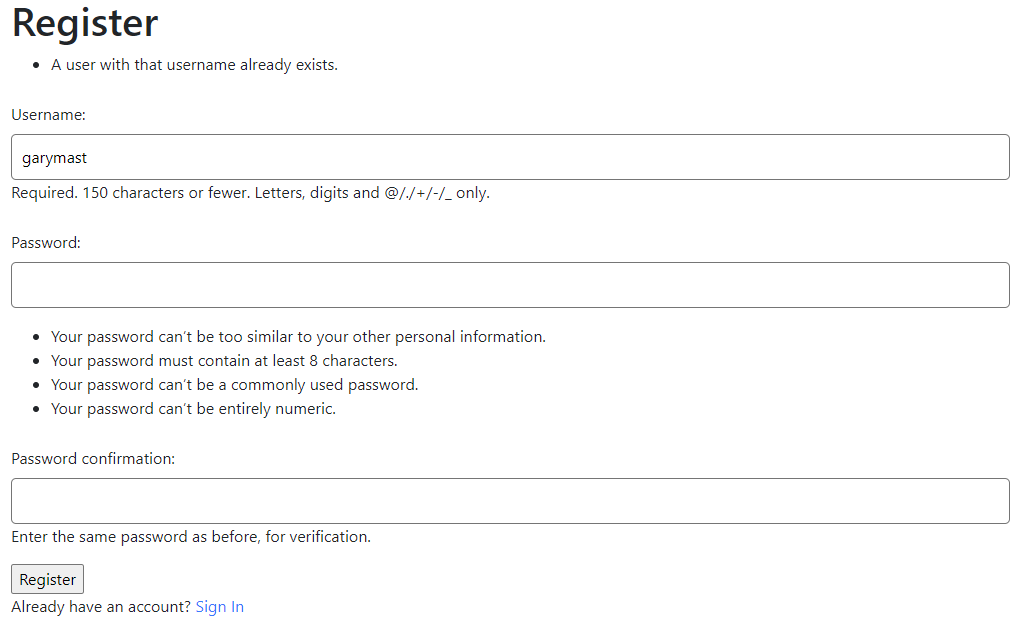 Register
A user with that username already exists.
Username:
garymast
Required. 150 characters or fewer. Letters, digits and @/./+/-/_ only.
Password:
Your password can't be too similar to your other personal information.
Your password must contain at least 8 characters.
Your password can't be a commonly used password.
Your password can't be entirely numeric.
Password confirmation:
Enter the same password as before, for verification.
Register
Already have an account? Sign In